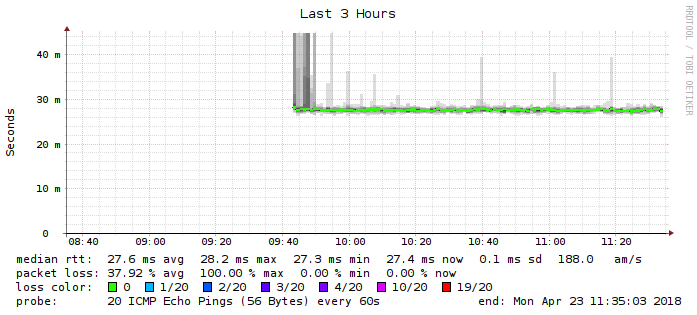 Last 3 Hours
RRDTOOL / TOBI OETIKER
Seconds
40 m
30 m
20 m
10 m
0
08:40 09:00 09:20 09:40 10:00 10:20 10:40 11:00 11:20
median rtt: 27.6 ms avg 28.2 ms max 27.3 ms min 27.4 ms now 0.1 ms sd 188.0 am/s
packet loss: 37.92 % avg 100.00 % max 0.00 % min 0.00 % now
loss color: 0 1/20 2/20 3/20 4/20 10/20 19/20
probe: 20 ICMP Echo Pings (56 Bytes) every 60s end: Mon Apr 23 11:35:03 2018